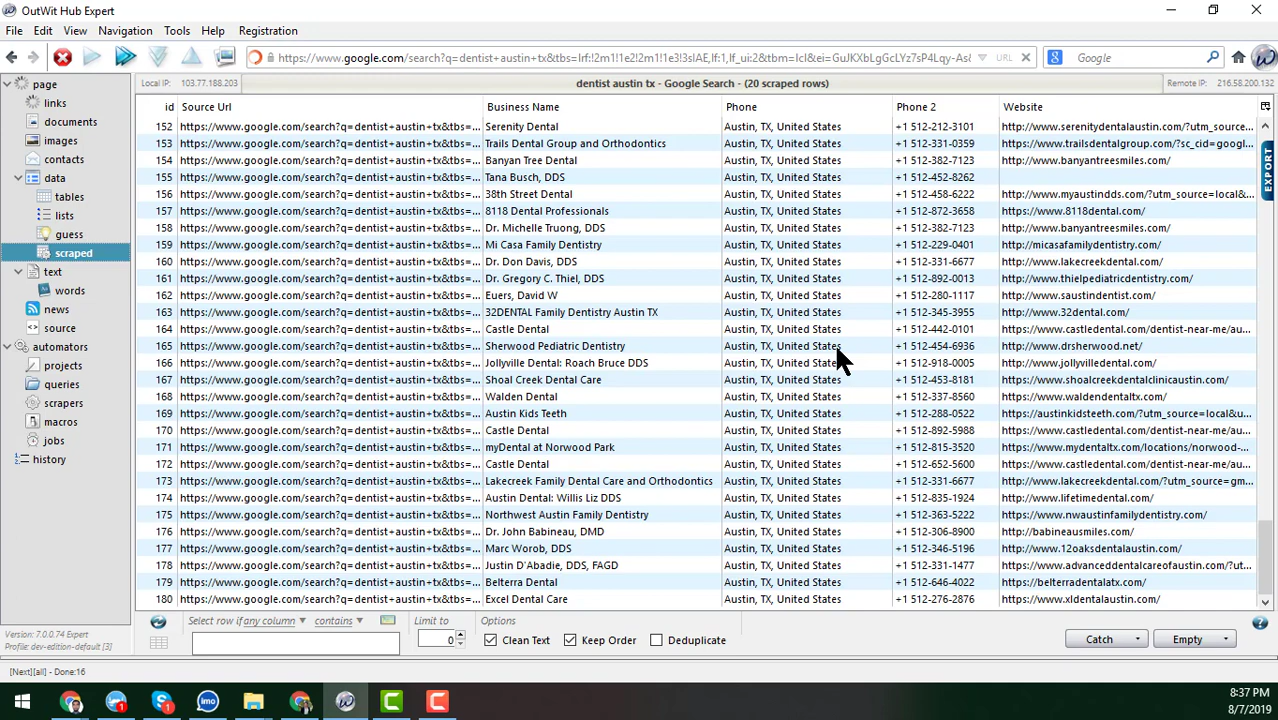 OutWit Hub Expert
File Edit View Navigation Tools Help Registration
https://www.google.com/search?q=dentist+austin+tx&tbs=lrf:!2m1!1e2!2m1!1e3!3sIAE,lf:1,lf_ui:2&tbm=lcl&ei=GuJKXbLgGcLYz7sP4Lqy-As& URL Google
page Local IP: 103.77.188.203 dentist austin tx - Google Search - (20 scraped rows) Remote IP: 216.58.200.132
links id Source Url Business Name Phone Phone 2 Website
documents
images
contacts
data
tables
lists
guess
scraped
text
words
news
source
automators
projects
queries
scrapers
macros
jobs
history
152 https://www.google.com/search?q=dentist+austin+tx&tbs=... Serenity Dental Austin, TX, United States +1 512-212-3101 http://www.serenitydentalaustin.com/?utm_source...
153 https://www.google.com/search?q=dentist+austin+tx&tbs=... Trails Dental Group and Orthodontics Austin, TX, United States +1 512-331-0359 http://www.trailsdentalgroup.com/?sc_cid=googl...
154 https://www.google.com/search?q=dentist+austin+tx&tbs=... Banyan Tree Dental Austin, TX, United States +1 512-382-7123 http://www.banyantreesmiles.com/
155 https://www.google.com/search?q=dentist+austin+tx&tbs=... Tana Busch, DDS Austin, TX, United States +1 512-452-8262
156 https://www.google.com/search?q=dentist+austin+tx&tbs=... 38th Street Dental Austin, TX, United States +1 512-458-6222 http://www.myaustindds.com/?utm_source=local&...
157 https://www.google.com/search?q=dentist+austin+tx&tbs=... 8118 Dental Professionals Austin, TX, United States +1 512-872-3658 https://www.8118dental.com/
158 https://www.google.com/search?q=dentist+austin+tx&tbs=... Dr. Michelle Truong, DDS Austin, TX, United States +1 512-382-7123 http://www.banyantreesmiles.com/
159 https://www.google.com/search?q=dentist+austin+tx&tbs=... Mi Casa Family Dentistry Austin, TX, United States +1 512-229-0401 http://micasafamilydentistry.com/
160 https://www.google.com/search?q=dentist+austin+tx&tbs=... Dr. Don Davis, DDS Austin, TX, United States +1 512-331-6677 http://www.lakecreekdental.com/
161 https://www.google.com/search?q=dentist+austin+tx&tbs=... Dr. Gregory C. Thiel, DDS Austin, TX, United States +1 512-892-0013 http://www.thielpediatricdentistry.com/
162 https://www.google.com/search?q=dentist+austin+tx&tbs=... Euers, David W Austin, TX, United States +1 512-280-1117 http://www.saustindentist.com/
163 https://www.google.com/search?q=dentist+austin+tx&tbs=... 32DENTAL Family Dentistry Austin TX Austin, TX, United States +1 512-345-3955 http://www.32dental.com/
164 https://www.google.com/search?q=dentist+austin+tx&tbs=... Castle Dental Austin, TX, United States +1 512-442-0101 http://www.castledental.com/dentist-near-me/au...
165 https://www.google.com/search?q=dentist+austin+tx&tbs=... Sherwood Pediatric Dentistry Austin, TX, United States +1 512-454-6936 http://www.drsherwood.net/
166 https://www.google.com/search?q=dentist+austin+tx&tbs=... Jollyville Dental: Roach Bruce DDS Austin, TX, United States +1 512-918-0005 http://www.jollyvilledental.com/
167 https://www.google.com/search?q=dentist+austin+tx&tbs=... Shoal Creek Dental Care Austin, TX, United States +1 512-453-8181 http://www.shoalcreekdentalclinicaustin.com/
168 https://www.google.com/search?q=dentist+austin+tx&tbs=... Walden Dental Austin, TX, United States +1 512-337-8560 http://www.waldendentaltx.com/
169 https://www.google.com/search?q=dentist+austin+tx&tbs=... Austin Kids Teeth Austin, TX, United States +1 512-288-0522 https://austinkidsteeth.com/?utm_source=local&u...
170 https://www.google.com/search?q=dentist+austin+tx&tbs=... Castle Dental Austin, TX, United States +1 512-892-5988 http://www.castledental.com/dentist-near-me/au...
171 https://www.google.com/search?q=dentist+austin+tx&tbs=... myDental at Norwood Park Austin, TX, United States +1 512-815-3520 http://www.mydentaltx.com/locations/norwood-...
172 https://www.google.com/search?q=dentist+austin+tx&tbs=... Castle Dental Austin, TX, United States +1 512-652-5600 http://www.castledental.com/dentist-near-me/au...
173 https://www.google.com/search?q=dentist+austin+tx&tbs=... Lakecreek Family Dental Care and Orthodontics Austin, TX, United States +1 512-331-6677 http://www.lakecreekdental.com/?utm_source=gm...
174 https://www.google.com/search?q=dentist+austin+tx&tbs=... Austin Dental: Willis Liz DDS Austin, TX, United States +1 512-835-1924 http://www.lifetimedental.com/
175 https://www.google.com/search?q=dentist+austin+tx&tbs=... Northwest Austin Family Dentistry Austin, TX, United States +1 512-363-5222 http://www.nwaustinfamilydentistry.com/
176 https://www.google.com/search?q=dentist+austin+tx&tbs=... Dr. John Babineau, DMD Austin, TX, United States +1 512-306-8900 http://babineausmiles.com/
177 https://www.google.com/search?q=dentist+austin+tx&tbs=... Marc Worob, DDS Austin, TX, United States +1 512-346-5196 http://www.12oaksdentalaustin.com/
178 https://www.google.com/search?q=dentist+austin+tx&tbs=... Justin D`Abadie, DDS, FAGD Austin, TX, United States +1 512-331-1477 http://www.advanceddentalcareofaustin.com/?ut...
179 https://www.google.com/search?q=dentist+austin+tx&tbs=... Belterra Dental Austin, TX, United States +1 512-646-4022 https://belterradentalatx.com/
180 https://www.google.com/search?q=dentist+austin+tx&tbs=... Excel Dental Care Austin, TX, United States +1 512-276-2876 https://www.xldentalaustin.com/
EXPORT
Select row if any column contains Limit to Options
0 Clean Text Keep Order Deduplicate Catch Empty
Version: 7.0.0.74 Expert
Profile: dev-edition-default [3]
[Next][all] - Done:16
imo
8:37 PM
8/7/2019